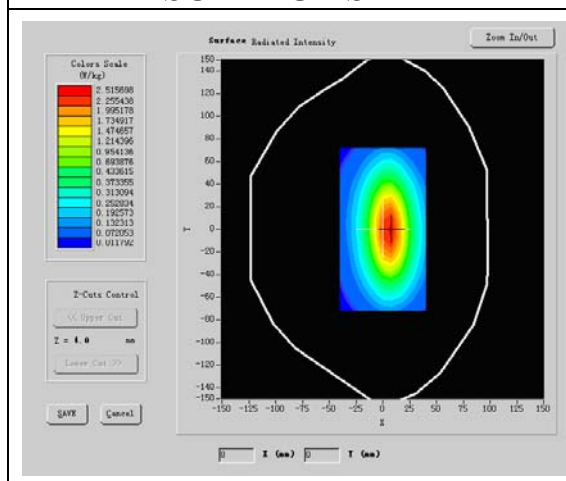 Surface Radiated Intensity
Zoom In/Out
Colors Scale
(W/kg)
2.515698
2.255438
1.995178
1.734917
1.474657
1.214396
0.954136
0.693876
0.433615
0.373355
0.313094
0.252834
0.192573
0.132313
0.072053
0.011792
150
140
120
100
80
60
40
20
0
-20
-40
-60
-80
-100
-120
-140
-150
Y
-150 -125 -100 -75 -50 -25 0 25 50 75 100 125 150
X
Z-Cuts Control
<< Upper Cut
Z = 4.0 mm
Lower Cut >>
SAVE Cancel
0 X (mm) 0 Y (mm)